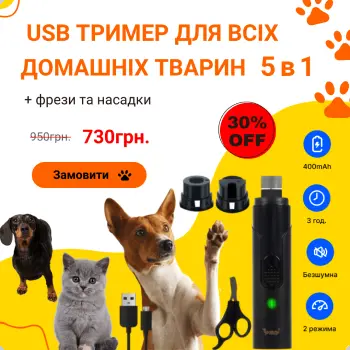 USB ТРИМЕР ДЛЯ ВСІХ
ДОМАШНІХ ТВАРИН 5 в 1
+ фрези та насадки
950грн. 730грн.
30%
OFF
Замовити
400mAh
3 год.
Безшумна
2 режима